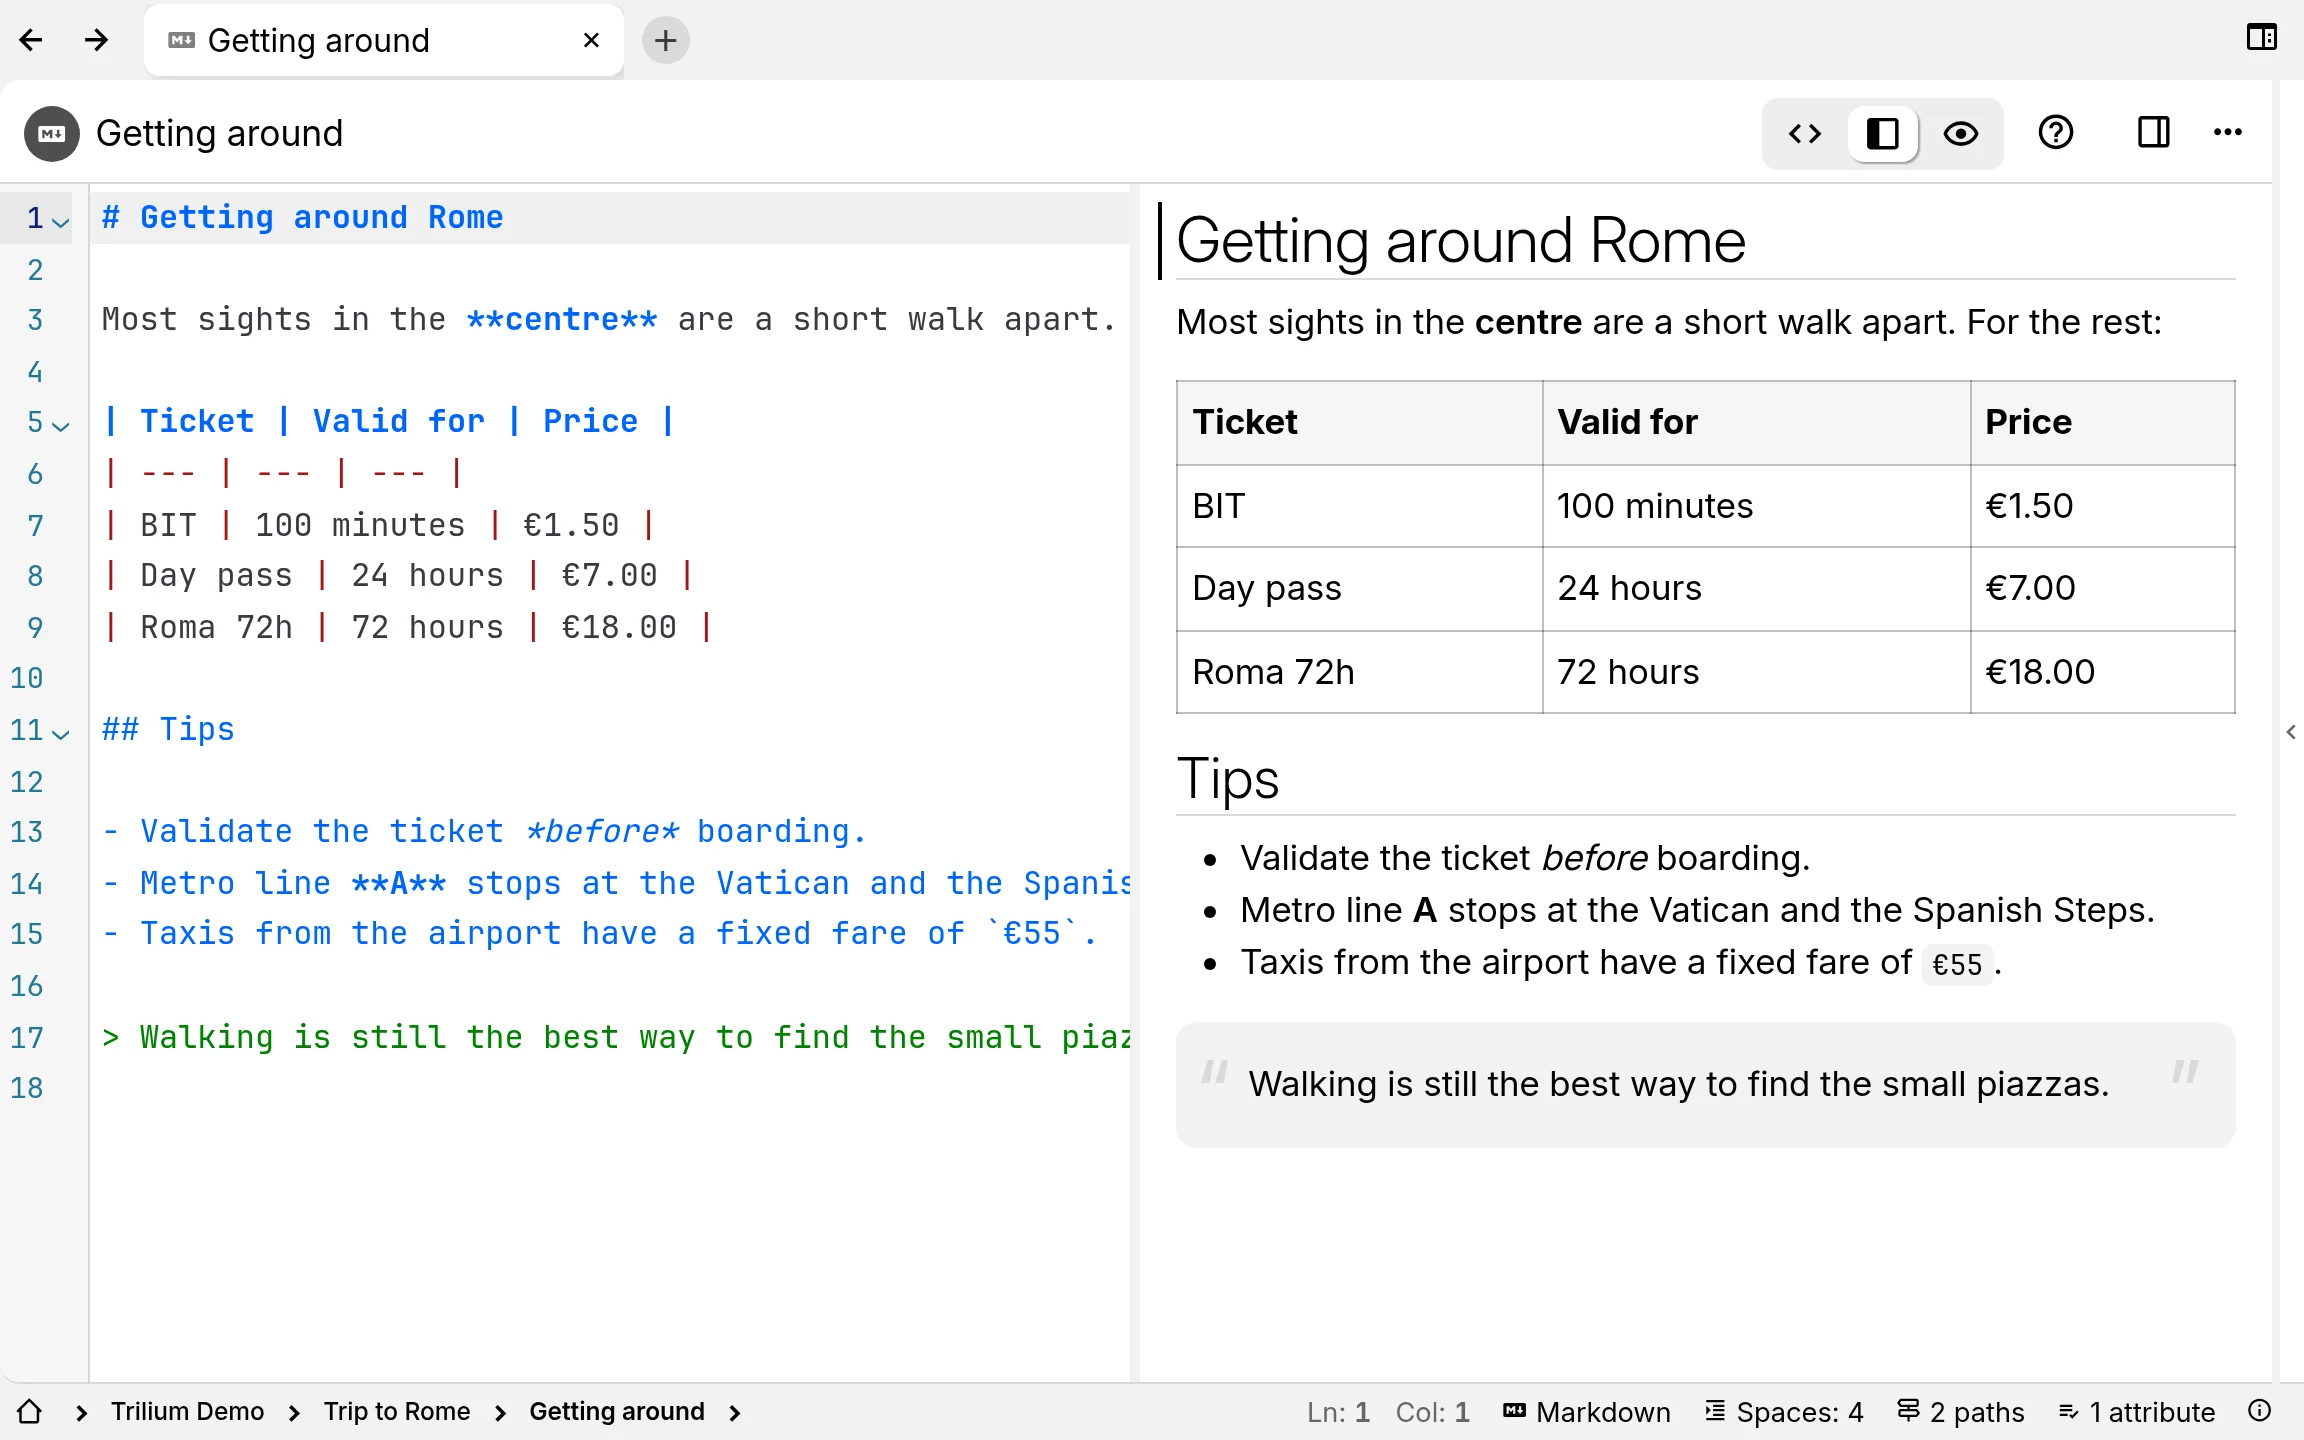 Getting around
Getting around
1 # Getting around Rome
2
3 Most sights in the **centre** are a short walk apart.
4
5 | Ticket | Valid for | Price |
6 | --- | --- | --- |
7 | BIT | 100 minutes | €1.50 |
8 | Day pass | 24 hours | €7.00 |
9 | Roma 72h | 72 hours | €18.00 |
10
11 ## Tips
12
13 - Validate the ticket *before* boarding.
14 - Metro line **A** stops at the Vatican and the Spanis
15 - Taxis from the airport have a fixed fare of `€55`.
16
17 > Walking is still the best way to find the small piaz
18
Getting around Rome
Most sights in the centre are a short walk apart. For the rest:
Ticket Valid for Price
BIT 100 minutes €1.50
Day pass 24 hours €7.00
Roma 72h 72 hours €18.00
Tips
• Validate the ticket before boarding.
• Metro line A stops at the Vatican and the Spanish Steps.
• Taxis from the airport have a fixed fare of €55.
" Walking is still the best way to find the small piazzas. "
Trilium Demo > Trip to Rome > Getting around > Ln: 1 Col: 1 Markdown Spaces: 4 2 paths 1 attribute